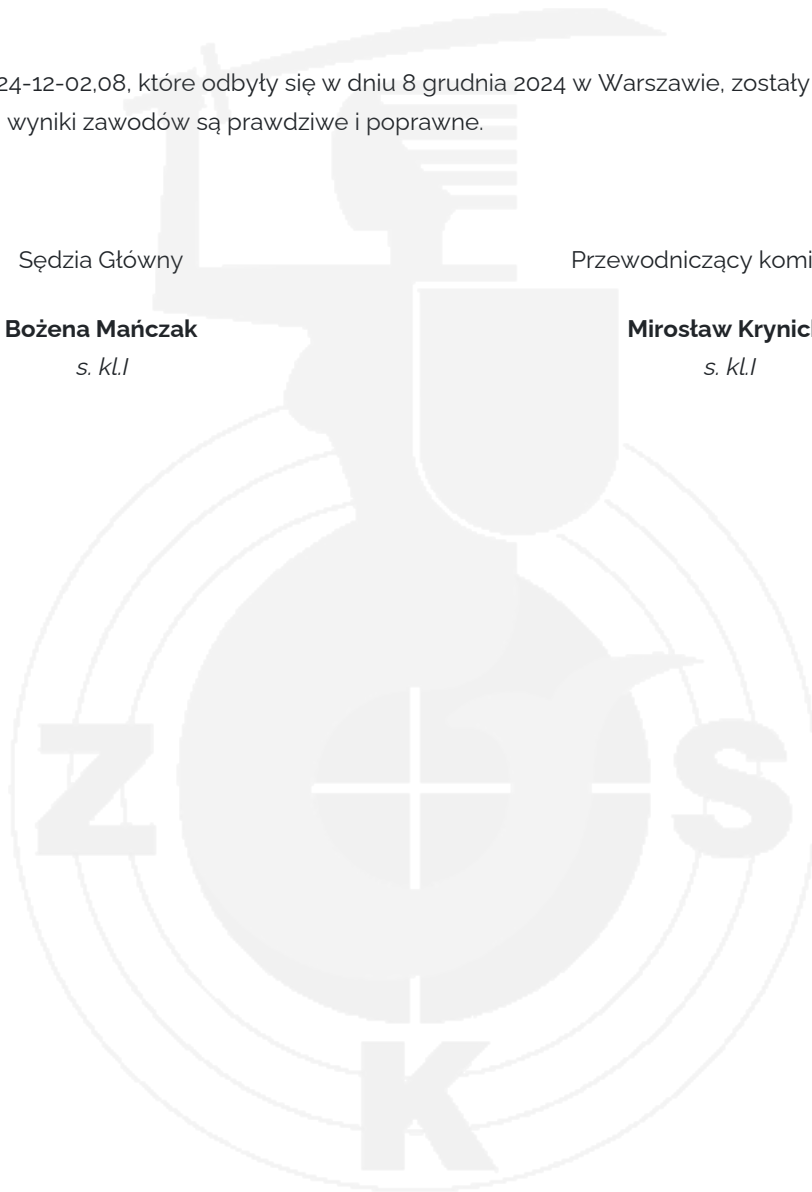 24-12-02,08, które odbyły się w dniu 8 grudnia 2024 w Warszawie, zostały
wyniki zawodów są prawdziwe i poprawne.
Sędzia Główny
Przewodniczący komi
Bożena Mańczak
Mirosław Krynic
s. kl.I
s. kl.I
Z
S
K